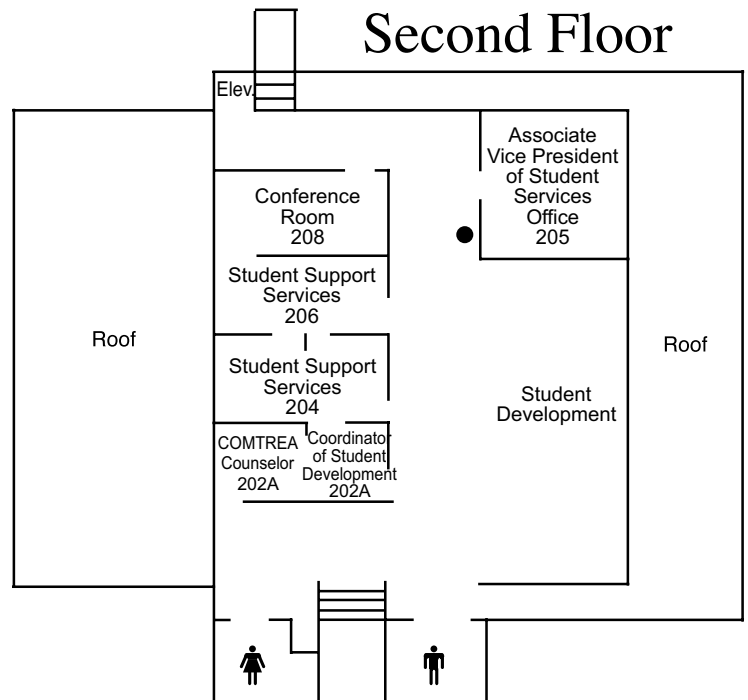 Second Floor
Elev.
Associate
Vice President
of Student
Services
Office
205
Conference
Room
208
Student Support
Services
206
Roof
Roof
Student Support
Services
204
Student
Development
COMTREA
Counselor
202A
Coordinator
of Student
Development
202A